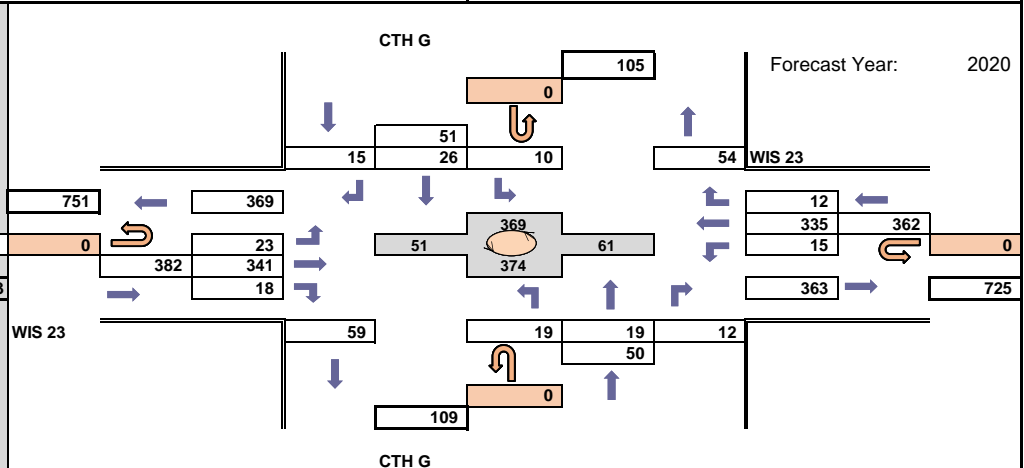 CTH G
105
Forecast Year: 2020
0
51
15 26 10 54 WIS 23
751 369 12
369
335 362
0 23 51 61 15 0
382 341 374
3 18 363 725
WIS 23 59 19 19 12
50
0
109
CTH G